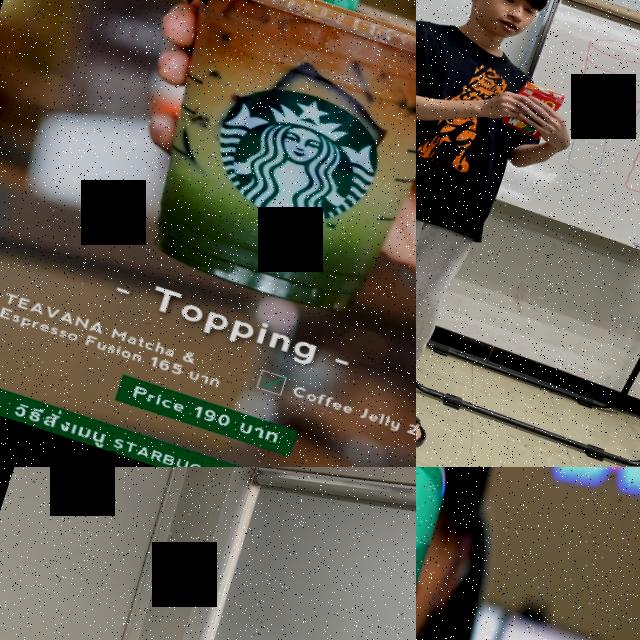 - Topping -
TEAVANA Matcha &
Espresso Fusion 165 บาท
Coffee Jelly
Price 190 บาท
วิธีสั่งเมนู STARBUC